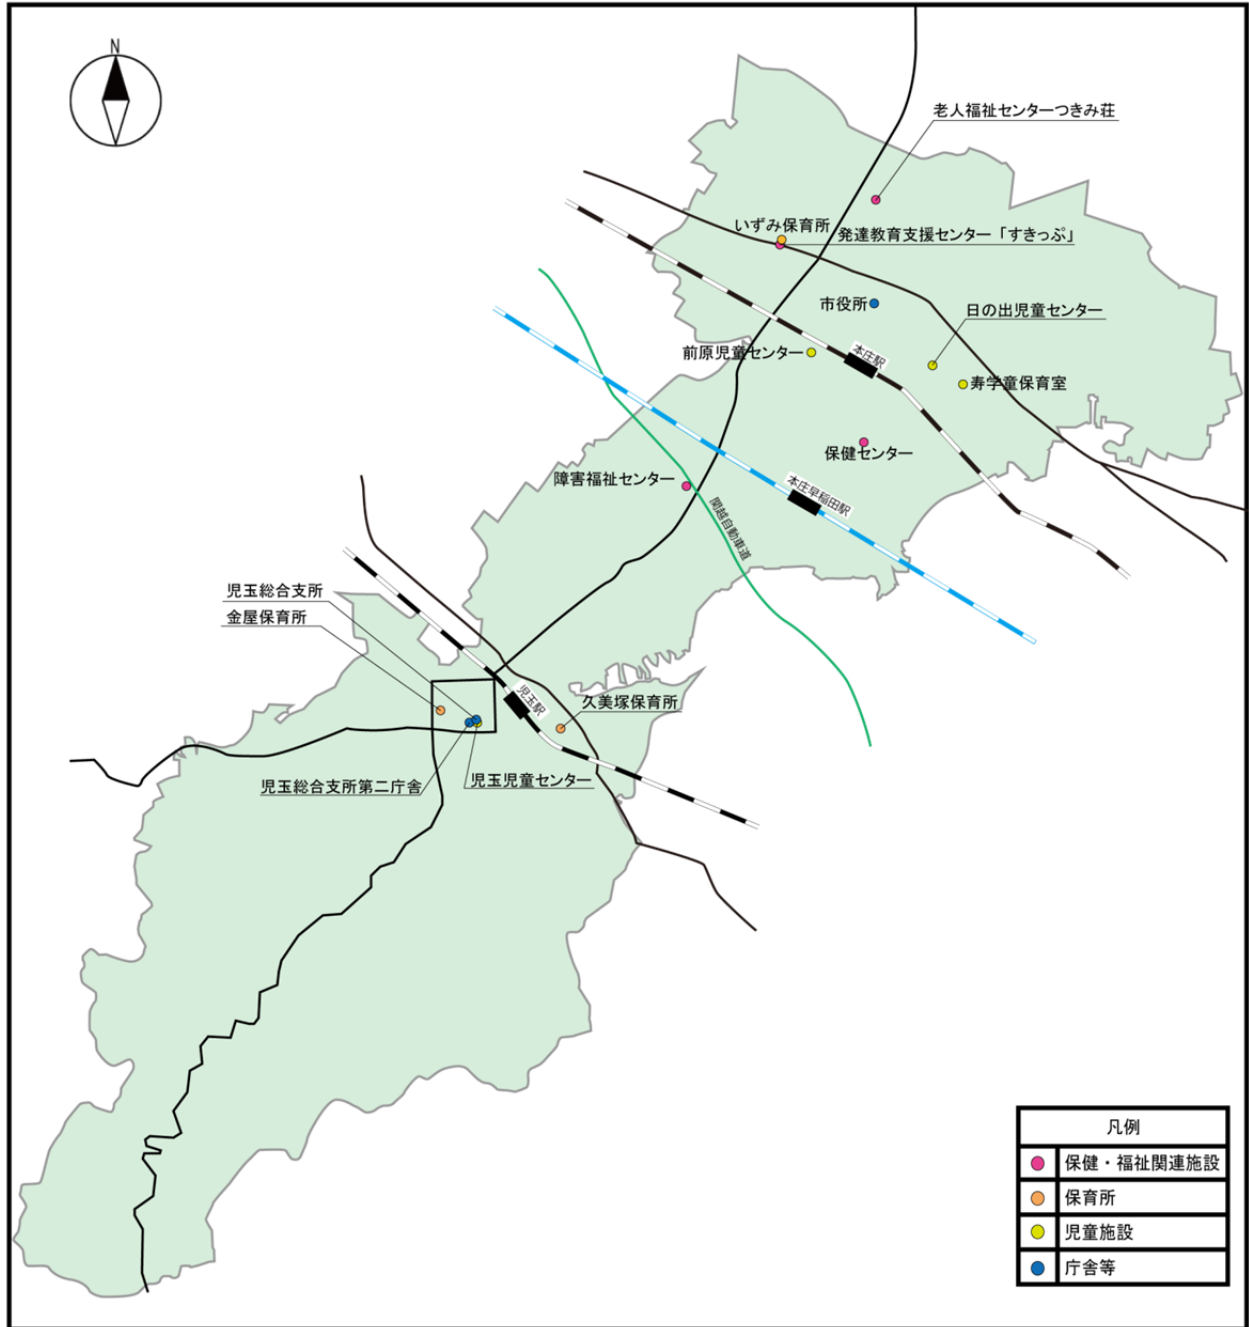 N
老人福祉センターつきみ荘
いずみ保育所
発達教育支援センター「すきっぷ」
市役所
日の出児童センター
前原児童センター
本庄駅
寿学童保育室
保健センター
障害福祉センター
本庄早稲田駅
関越自動車道
児玉総合支所
金屋保育所
児玉駅
久美塚保育所
児玉総合支所第二庁舎
児玉児童センター
凡例
保健・福祉関連施設
保育所
児童施設
庁舎等